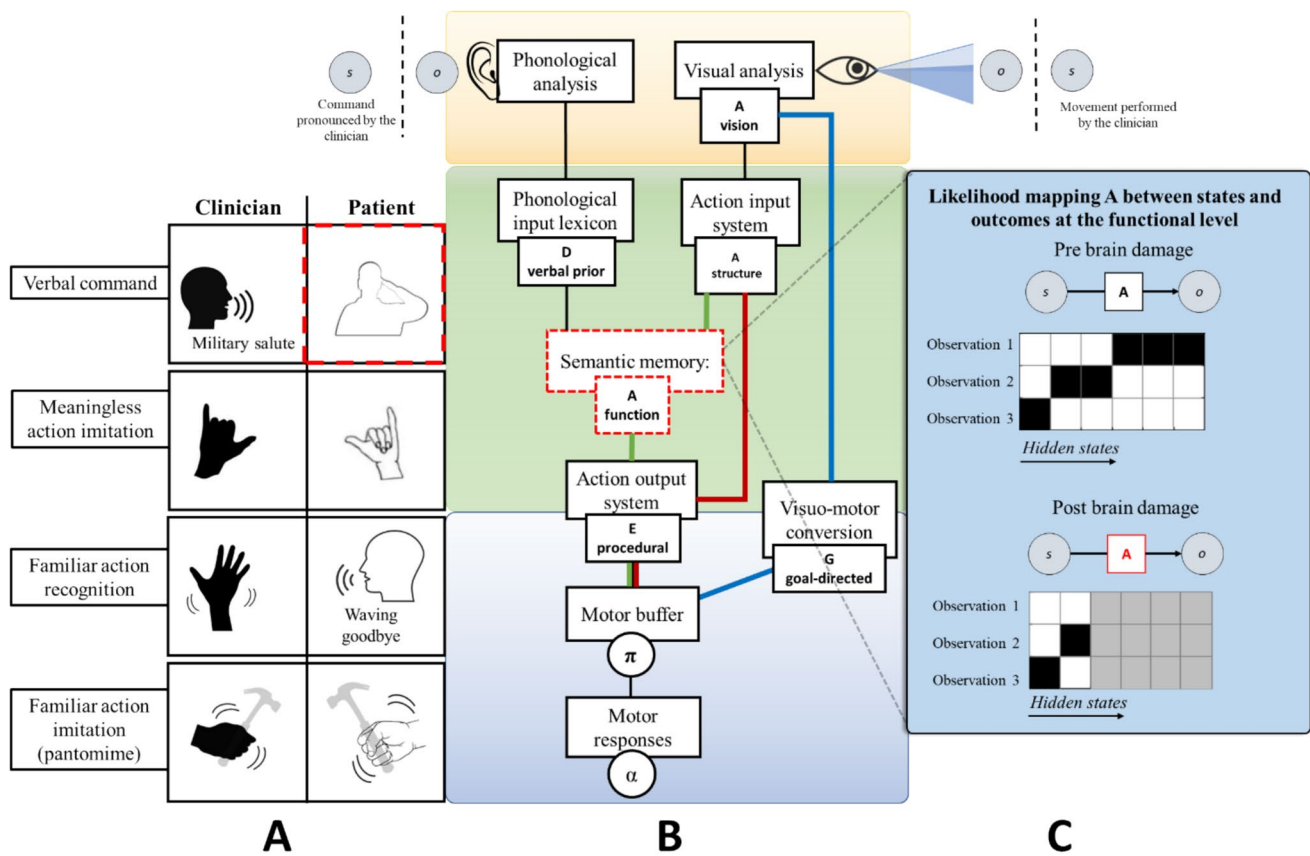 s
o
Command
pronounced by the
clinician
Phonological
analysis
Visual analysis
A
vision
o
s
Movement performed
by the clinician
Clinician
Patient
Verbal command
Military salute
Meaningless
action imitation
Familiar action
recognition
Waving
goodbye
Familiar action
imitation
(pantomime)
A
Phonological
input lexicon
D
verbal prior
Action input
system
A
structure
Semantic memory:
A
function
Action output
system
E
procedural
Visuo-motor
conversion
G
goal-directed
Motor buffer
π
Motor
responses
α
B
Likelihood mapping A between states and
outcomes at the functional level
Pre brain damage
s A o
Observation 1
Observation 2
Observation 3
Hidden states
Post brain damage
s A o
Observation 1
Observation 2
Observation 3
Hidden states
C